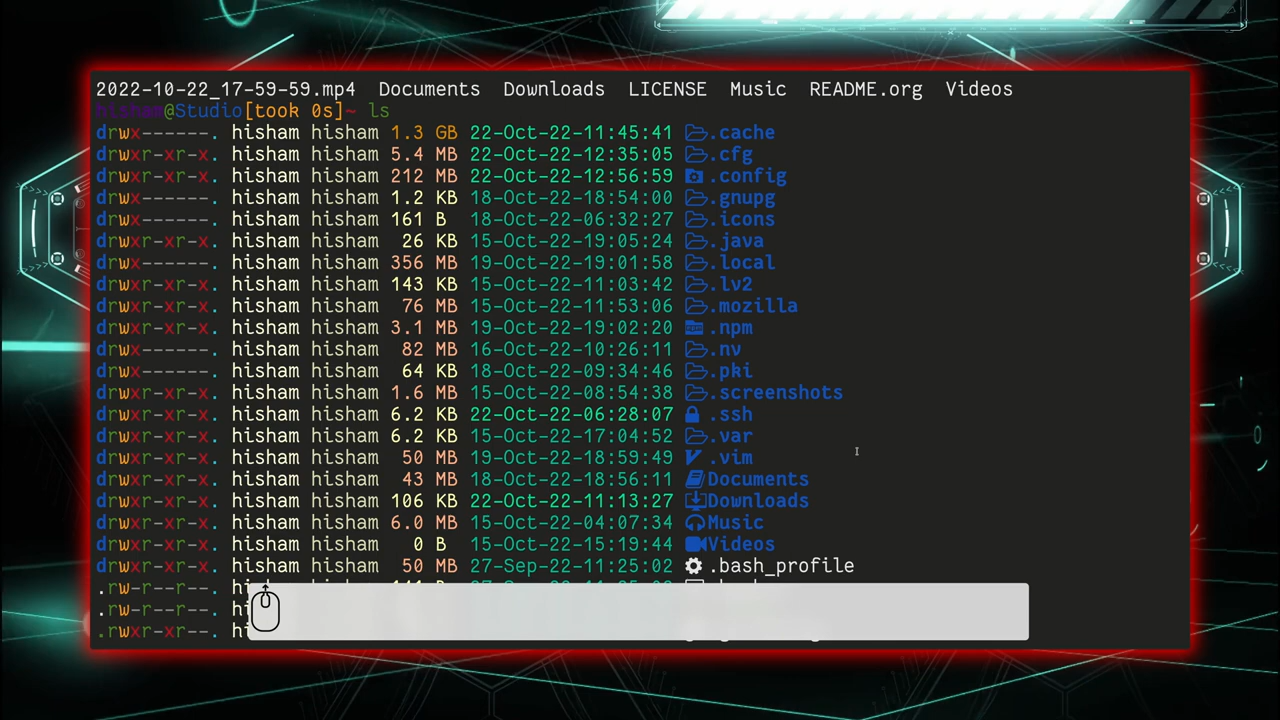 2022-10-22_17-59-59.mp4 Documents Downloads LICENSE Music README.org Videos
hisham@Studio[took 0s]~ ls
drwx------. hisham hisham 1.3 GB 22-Oct-22-11:45:41 .cache
drwxr-xr-x. hisham hisham 5.4 MB 22-Oct-22-12:35:05 .cfg
drwxr-xr-x. hisham hisham 212 MB 22-Oct-22-12:56:59 .config
drwx------. hisham hisham 1.2 KB 18-Oct-22-18:54:00 .gnupg
drwx------. hisham hisham 161 B 18-Oct-22-06:32:27 .icons
drwxr-xr-x. hisham hisham 26 KB 15-Oct-22-19:05:24 .java
drwx------. hisham hisham 356 MB 19-Oct-22-19:01:58 .local
drwxr-xr-x. hisham hisham 143 KB 15-Oct-22-11:03:42 .lv2
drwxr-xr-x. hisham hisham 76 MB 15-Oct-22-11:53:06 .mozilla
drwxr-xr-x. hisham hisham 3.1 MB 19-Oct-22-19:02:20 .npm
drwx------. hisham hisham 82 MB 16-Oct-22-10:26:11 .nv
drwx------. hisham hisham 64 KB 18-Oct-22-09:34:46 .pki
drwxr-xr-x. hisham hisham 1.6 MB 15-Oct-22-08:54:38 .screenshots
drwxr-xr-x. hisham hisham 6.2 KB 22-Oct-22-06:28:07 .ssh
drwxr-xr-x. hisham hisham 6.2 KB 15-Oct-22-17:04:52 .var
drwxr-xr-x. hisham hisham 50 MB 19-Oct-22-18:59:49 .vim
drwxr-xr-x. hisham hisham 43 MB 18-Oct-22-18:56:11 Documents
drwxr-xr-x. hisham hisham 106 KB 22-Oct-22-11:13:27 Downloads
drwxr-xr-x. hisham hisham 6.0 MB 15-Oct-22-04:07:34 Music
drwxr-xr-x. hisham hisham 0 B 15-Oct-22-15:19:44 Videos
drwxr-xr-x. hisham hisham 50 MB 27-Sep-22-11:25:02 .bash_profile
.rw-r--r--.
.rw-r--r--.
.rwxr-xr--.